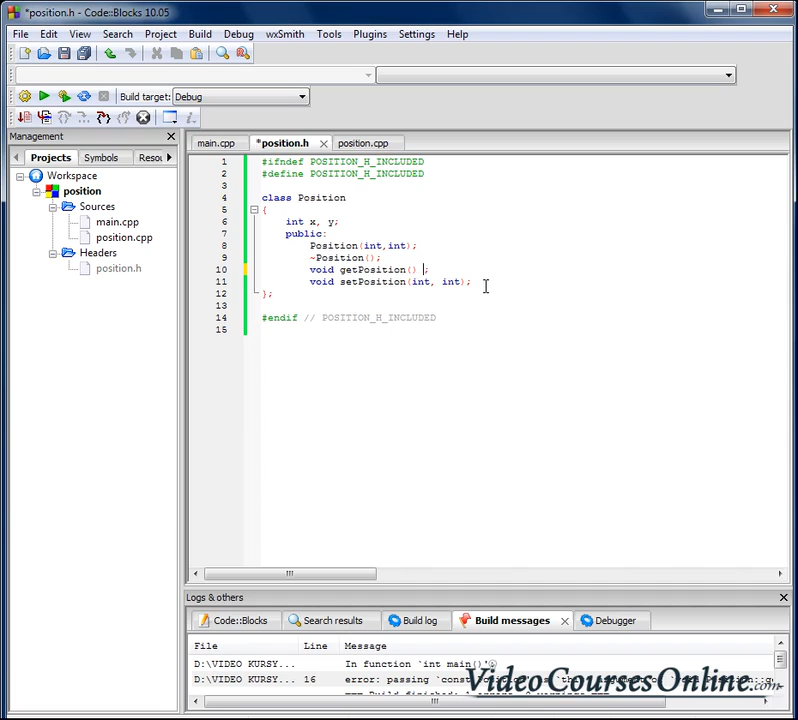 *position.h - Code::Blocks 10.05
File Edit View Search Project Build Debug wxSmith Tools Plugins Settings Help
Build target: Debug
Management
Projects Symbols Resou
Workspace
position
Sources
main.cpp
position.cpp
Headers
position.h
main.cpp *position.h position.cpp
1 #ifndef POSITION_H_INCLUDED
2 #define POSITION_H_INCLUDED
3
4 class Position
5 {
6 int x, y;
7 public:
8 Position(int,int);
9 ~Position();
10 void getPosition() ;
11 void setPosition(int, int);
12 };
13
14 #endif // POSITION_H_INCLUDED
15
Logs & others
Code::Blocks Search results Build log Build messages Debugger
File Line Message
D:\VIDEO KURSY... In function `int main()':
D:\VIDEO KURSY... 16 error: passing `const
VideoCoursesOnline.com